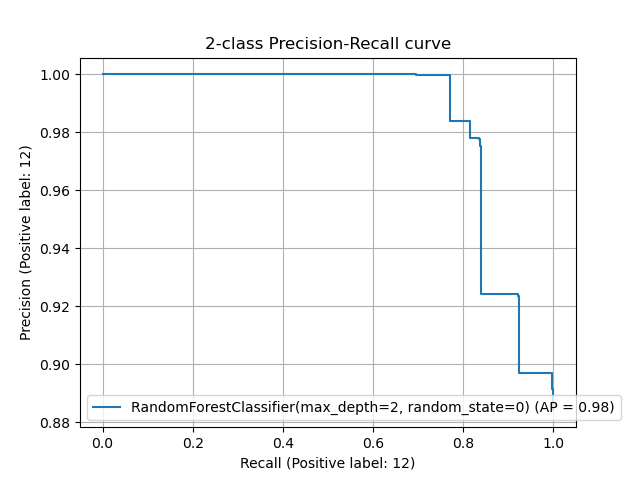 2-class Precision-Recall curve
1.00
0.98
0.96
0.94
0.92
0.90
0.88
Precision (Positive label: 12)
RandomForestClassifier(max_depth=2, random_state=0) (AP = 0.98)
0.0 0.2 0.4 0.6 0.8 1.0
Recall (Positive label: 12)